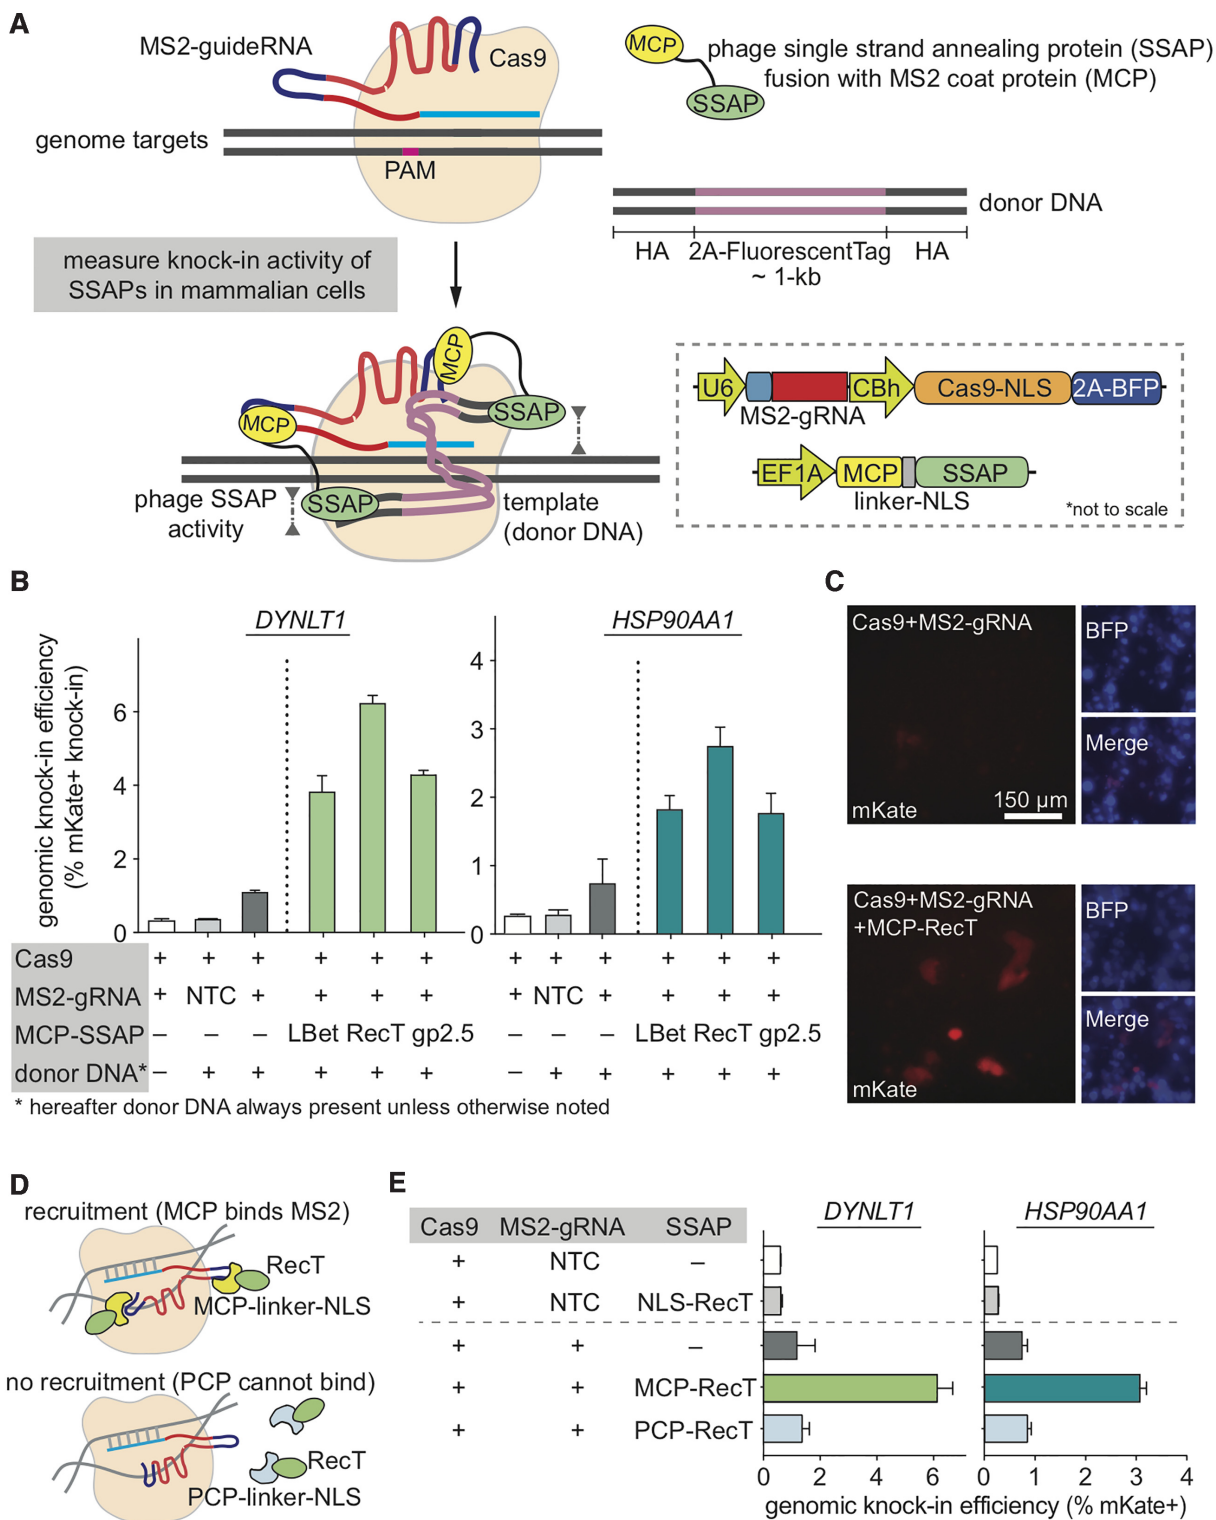 A
MS2-guideRNA
Cas9
genome targets
PAM
MCP
SSAP
phage single strand annealing protein (SSAP)
fusion with MS2 coat protein (MCP)
donor DNA
HA 2A-FluorescentTag HA
~ 1-kb
measure knock-in activity of
SSAPs in mammalian cells
MCP
SSAP
MCP
SSAP
phage SSAP
activity
template
(donor DNA)
U6 CBh Cas9-NLS 2A-BFP
MS2-gRNA
EF1A MCP SSAP
linker-NLS
*not to scale
B
genomic knock-in efficiency
(% mKate+ knock-in)
DYNLT1
6
4
2
0
HSP90AA1
4
3
2
1
0
Cas9 + + + + + + + + + + + +
MS2-gRNA + NTC + + + + + NTC + + + +
MCP-SSAP – – – LBet RecT gp2.5 – – – LBet RecT gp2.5
donor DNA* – + + + + + – + + + + +
* hereafter donor DNA always present unless otherwise noted
C
Cas9+MS2-gRNA
mKate
150 µm
BFP
Merge
Cas9+MS2-gRNA
+MCP-RecT
mKate
BFP
Merge
D
recruitment (MCP binds MS2)
RecT
MCP-linker-NLS
no recruitment (PCP cannot bind)
RecT
PCP-linker-NLS
E
Cas9 MS2-gRNA SSAP
DYNLT1
HSP90AA1
+ NTC –
+ NTC NLS-RecT
+ + –
+ + MCP-RecT
+ + PCP-RecT
0 2 4 6
0 1 2 3 4
genomic knock-in efficiency (% mKate+)